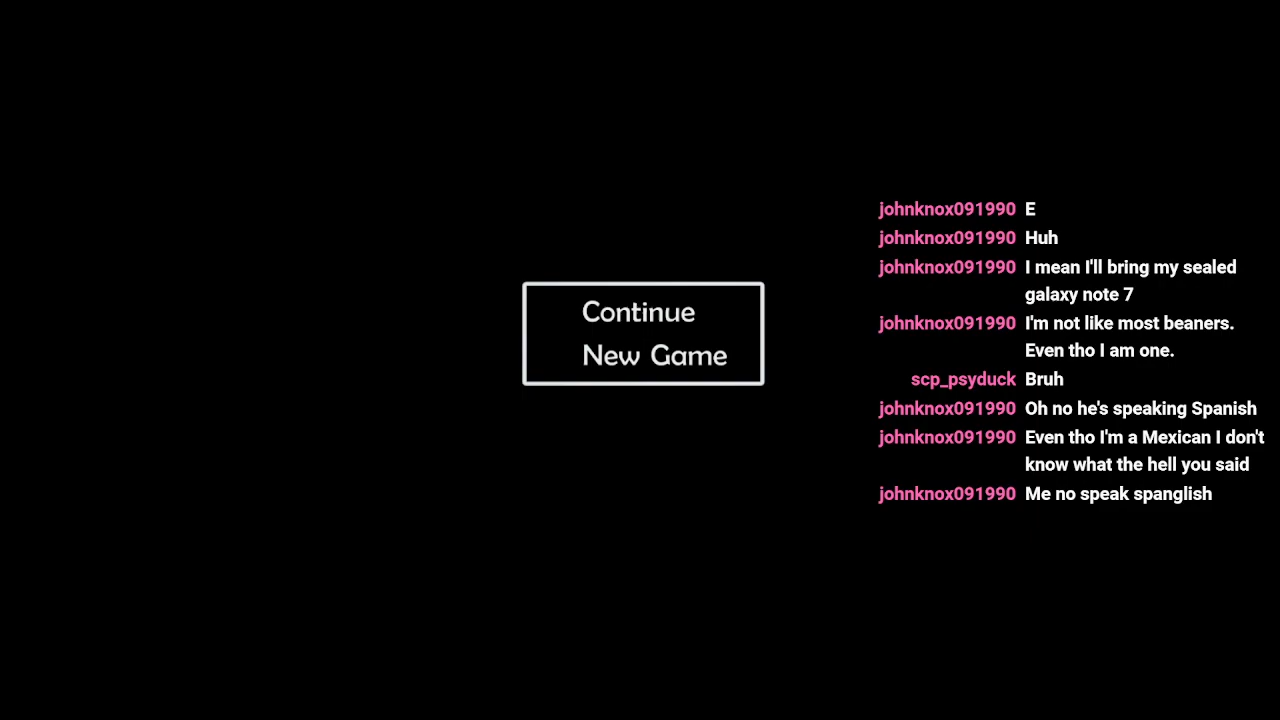 Continue
New Game
johnknox091990 E
johnknox091990 Huh
johnknox091990 I mean I'll bring my sealed
galaxy note 7
johnknox091990 I'm not like most beaners.
Even tho I am one.
scp_psyduck Bruh
johnknox091990 Oh no he's speaking Spanish
johnknox091990 Even tho I'm a Mexican I don't
know what the hell you said
johnknox091990 Me no speak spanglish